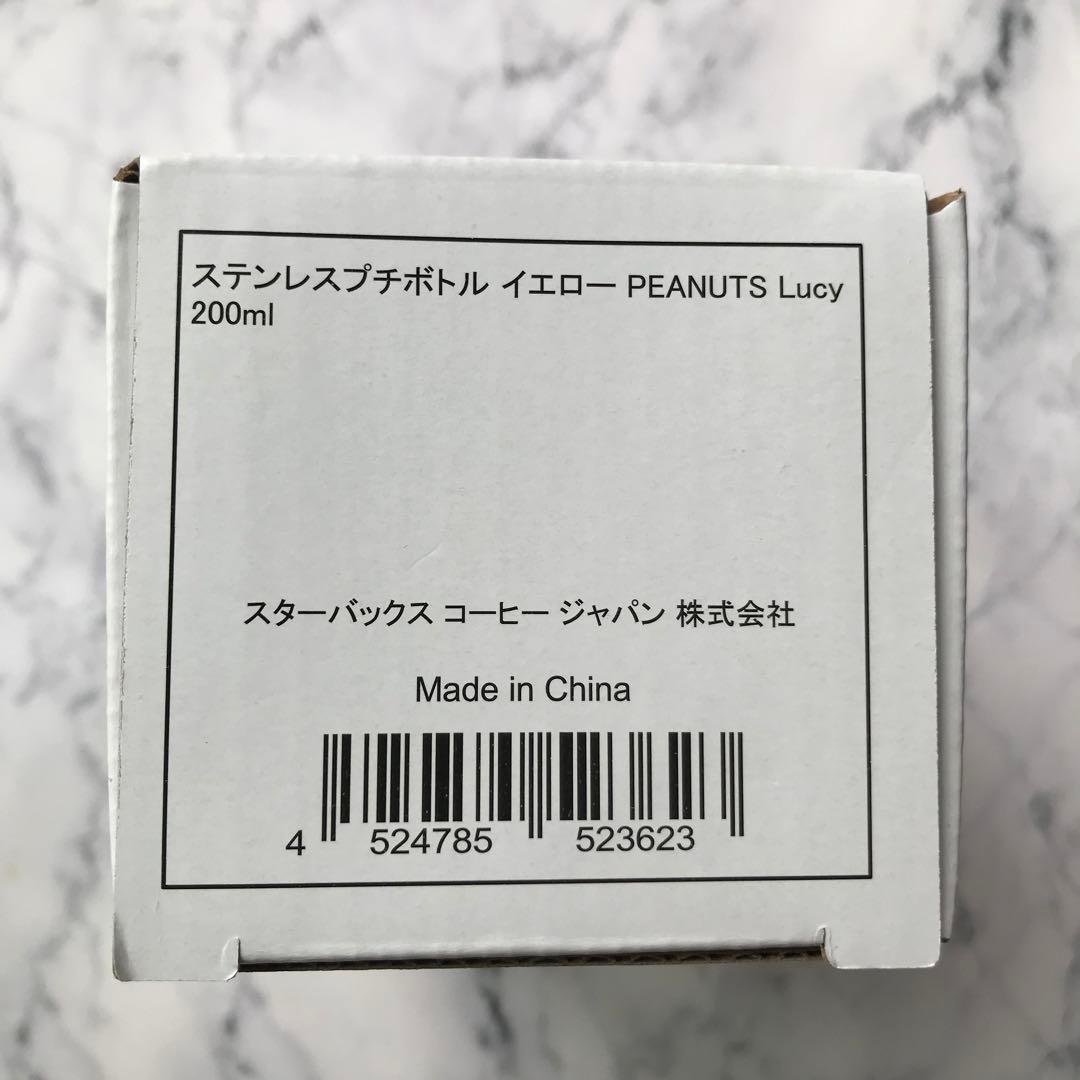 ステンレスプチボトル イエロー PEANUTS Lucy
200ml
スターバックス コーヒー ジャパン 株式会社
Made in China
4 524785 523623